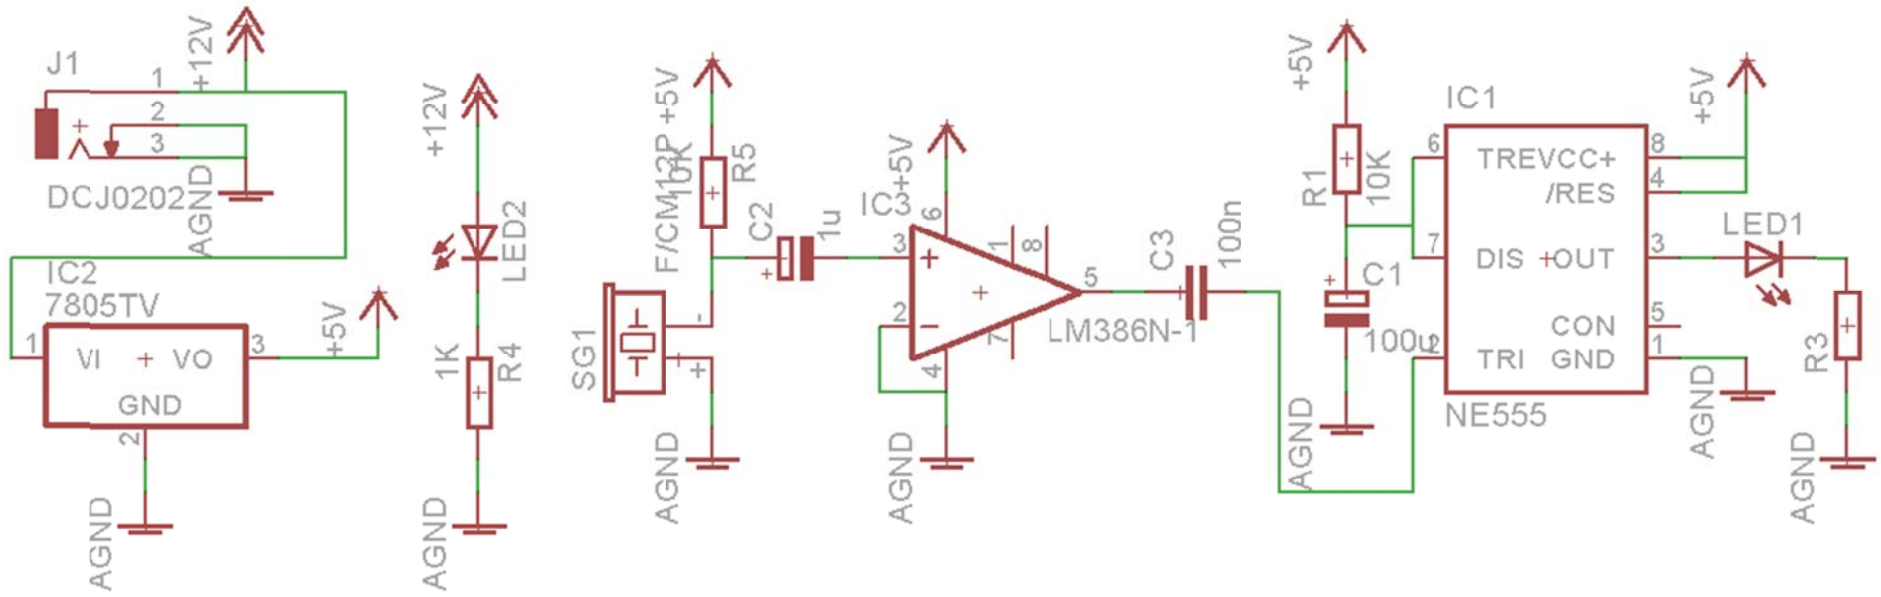 J1
1
2
3
+12V
DCJ0202
AGND
IC2
7805TV
1
VI
VO
3
GND
2
+5V
AGND
+12V
LED2
1K
R4
AGND
F/CM12P
+5V
10K
R5
C2
1u
SG1
-
+
AGND
IC3
+5V
6
3
+
2
-
4
1
8
7
5
LM386N-1
AGND
C3
100n
+5V
R1
10K
C1
100u
AGND
IC1
6
TRE
VCC+
8
/RES
4
7
DIS
OUT
3
CON
5
2
TRI
GND
1
NE555
+5V
LED1
R3
AGND
AGND